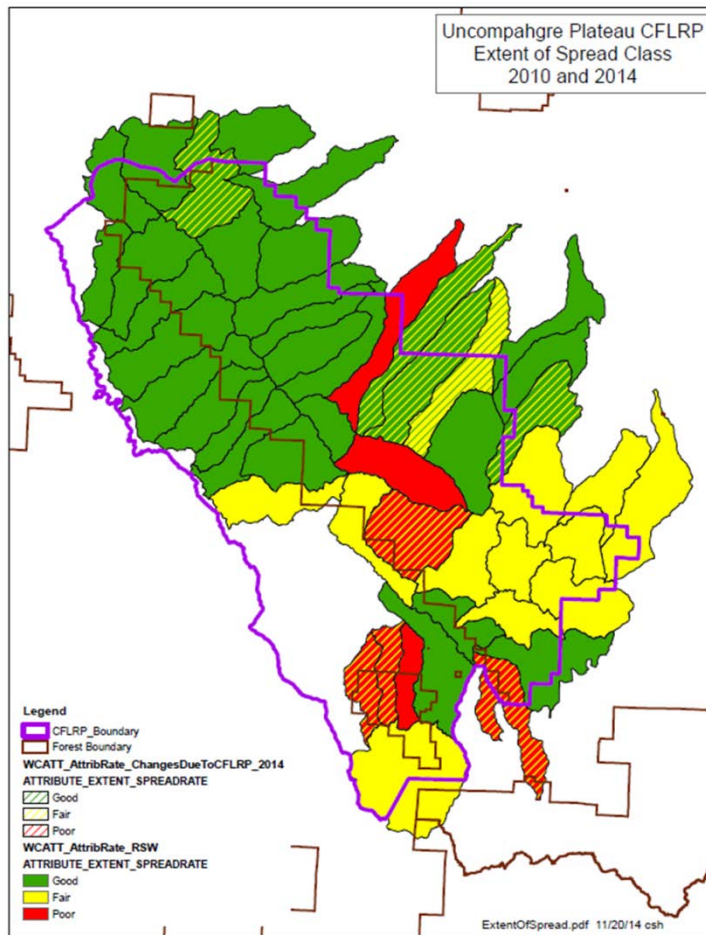 Uncompahgre Plateau CFLRP
Extent of Spread Class
2010 and 2014
Legend
CFLRP_Boundary
Forest Boundary
WCATT_AttribRate_ChangesDueToCFLRP_2014
ATTRIBUTE_EXTENT_SPREADRATE
Good
Fair
Poor
WCATT_AttribRate_RSW
ATTRIBUTE_EXTENT_SPREADRATE
Good
Fair
Poor
ExtentOfSpread.pdf 11/20/14 csh